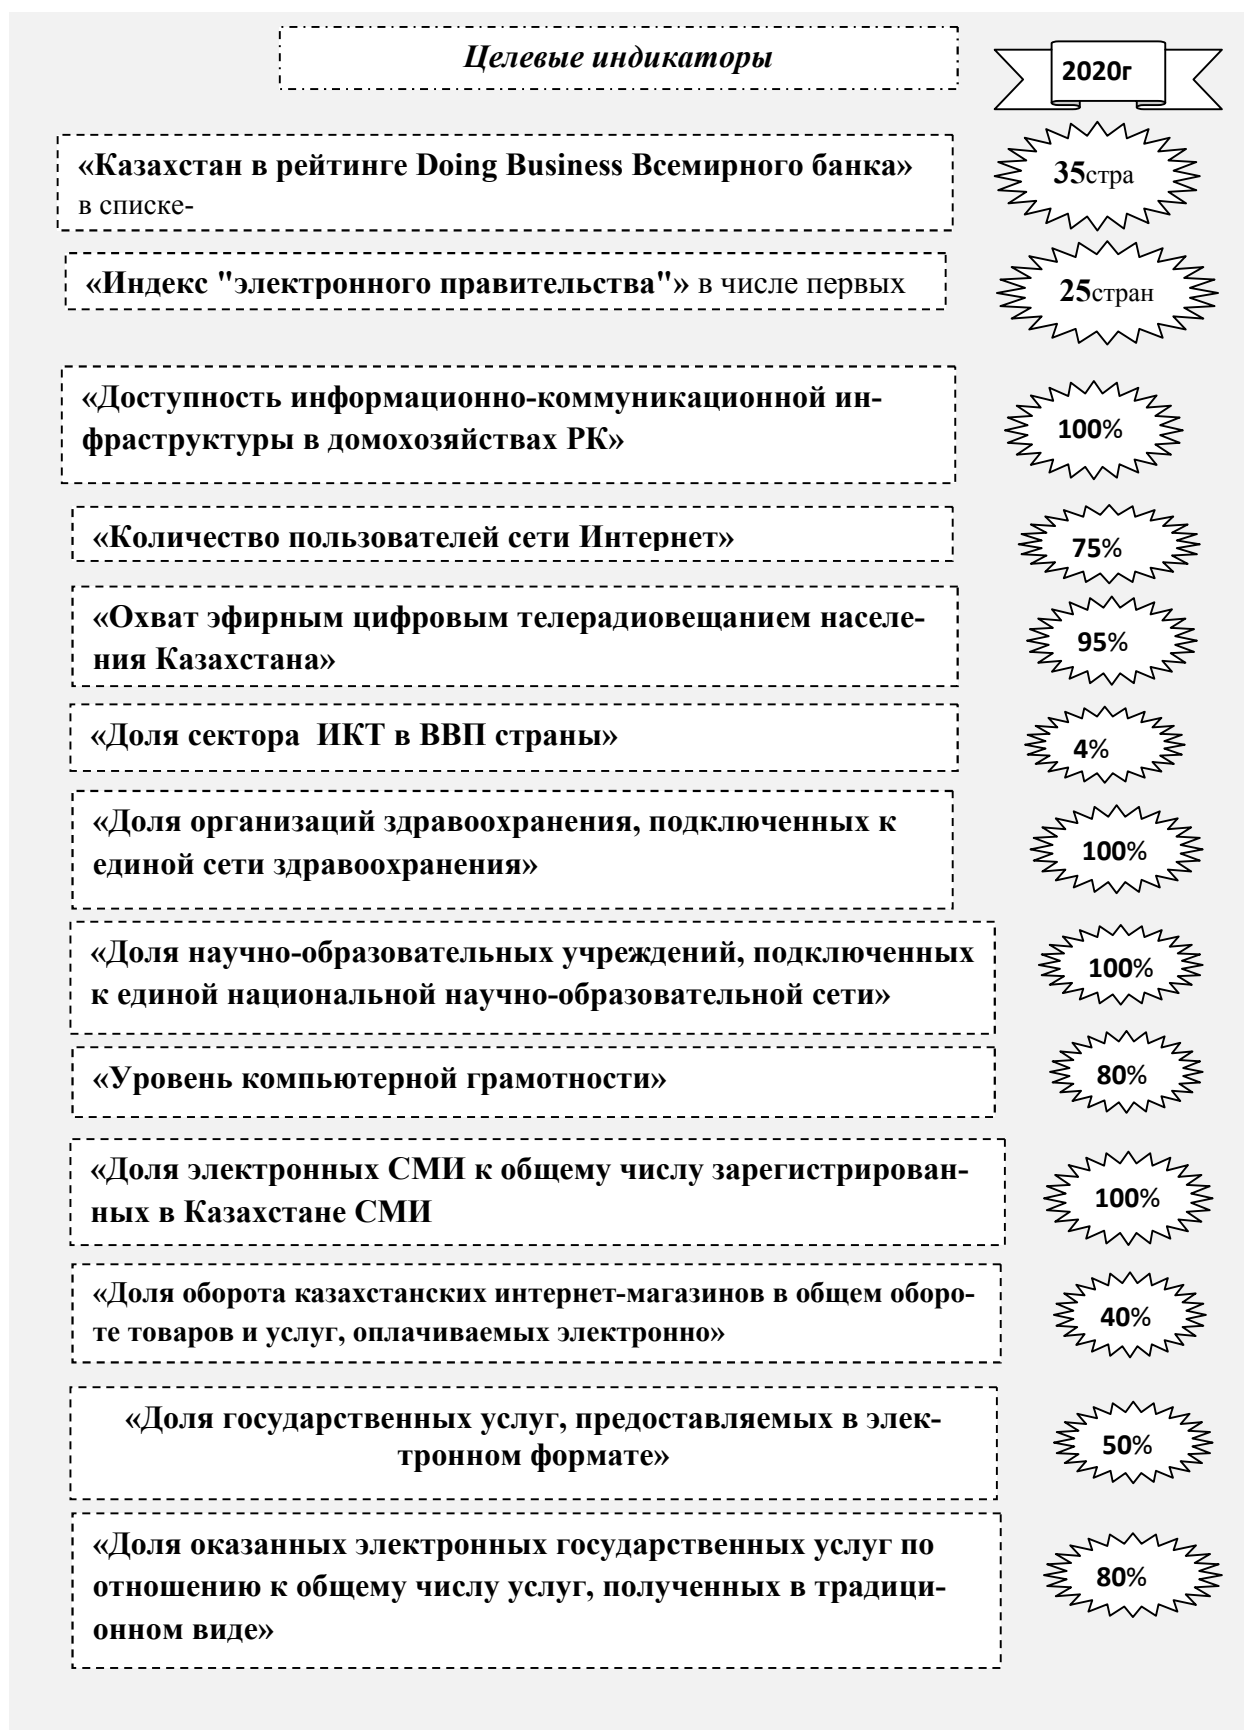 Целевые индикаторы
2020г
«Казахстан в рейтинге Doing Business Всемирного банка»
в списке-
35стра
«Индекс "электронного правительства"» в числе первых
25стран
«Доступность информационно-коммуникационной ин-
фраструктуры в домохозяйствах РК»
100%
«Количество пользователей сети Интернет»
75%
«Охват эфирным цифровым телерадиовещанием населе-
ния Казахстана»
95%
«Доля сектора  ИКТ в ВВП страны»
4%
«Доля организаций здравоохранения, подключенных к
единой сети здравоохранения»
100%
«Доля научно-образовательных учреждений, подключенных
к единой национальной научно-образовательной сети»
100%
«Уровень компьютерной грамотности»
80%
«Доля электронных СМИ к общему числу зарегистрирован-
ных в Казахстане СМИ
100%
«Доля оборота казахстанских интернет-магазинов в общем оборо-
те товаров и услуг, оплачиваемых электронно»
40%
«Доля государственных услуг, предоставляемых в элек-
тронном формате»
50%
«Доля оказанных электронных государственных услуг по
отношению к общему числу услуг, полученных в традици-
онном виде»
80%